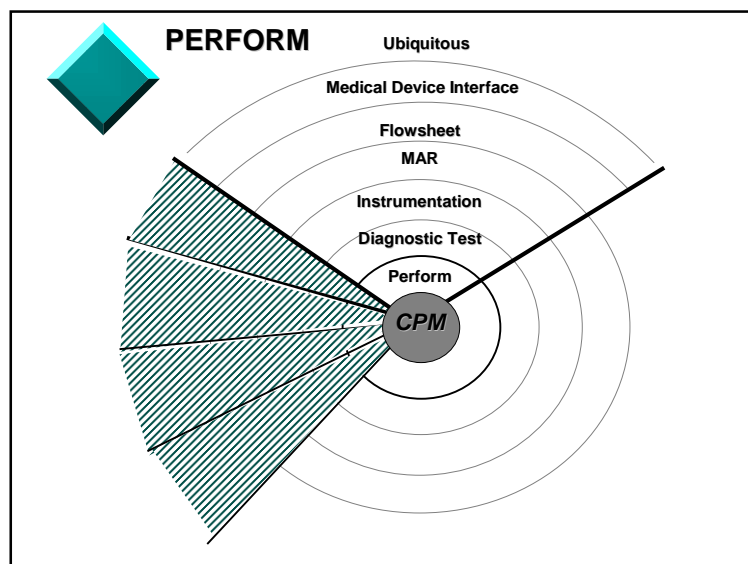 PERFORM
Ubiquitous
Medical Device Interface
Flowsheet
MAR
Instrumentation
Diagnostic Test
Perform
CPM